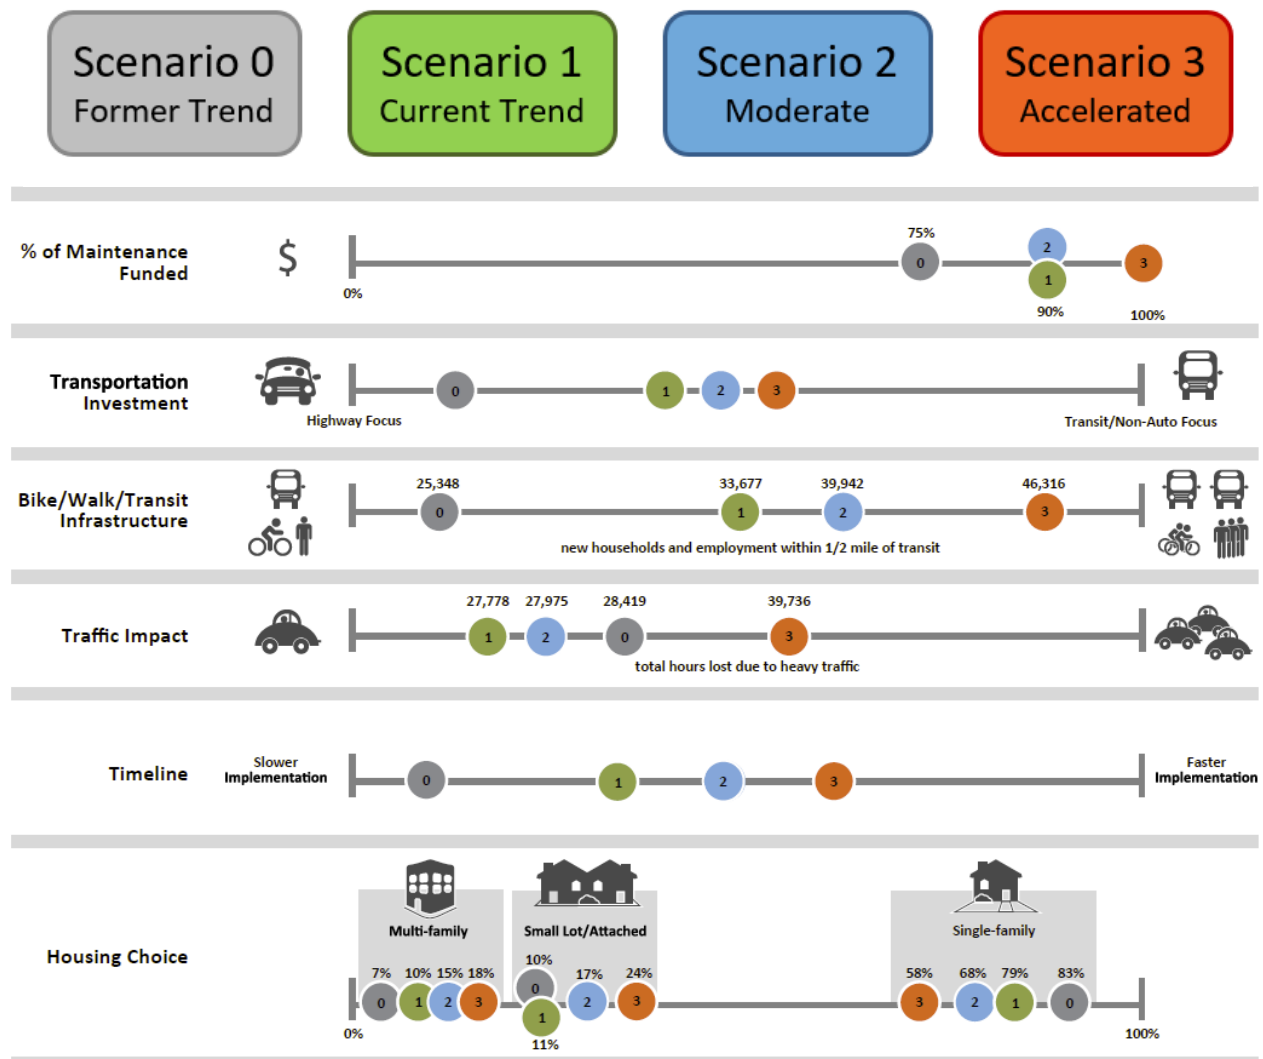 Scenario 0
Former Trend
Scenario 1
Current Trend
Scenario 2
Moderate
Scenario 3
Accelerated
% of Maintenance
Funded
$
0%
75%
0
2
1
90%
3
100%
Transportation
Investment
Highway Focus
0
1
2
3
Transit/Non-Auto Focus
Bike/Walk/Transit
Infrastructure
25,348
33,677
39,942
46,316
0
1
2
3
new households and employment within 1/2 mile of transit
Traffic Impact
27,778
27,975
28,419
39,736
1
2
0
3
total hours lost due to heavy traffic
Timeline
Slower
Implementation
0
1
2
3
Faster
Implementation
Housing Choice
Multi-family
7%
10%
15%
18%
0
1
2
3
Small Lot/Attached
10%
17%
24%
0
2
3
1
11%
Single-family
58%
68%
79%
83%
3
2
1
0
0%
100%